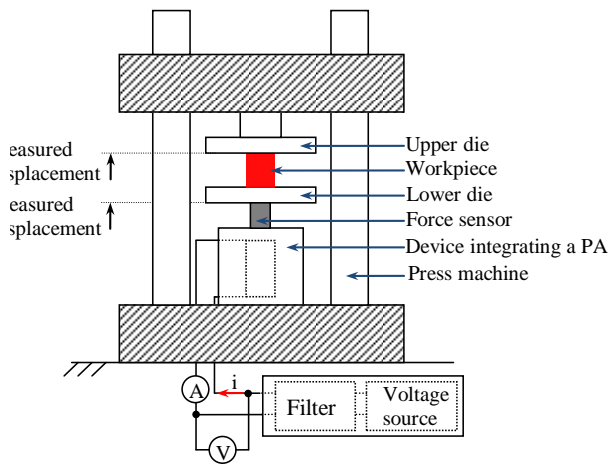 easured
splacement
easured
splacement
Upper die
Workpiece
Lower die
Force sensor
Device integrating a PA
Press machine
A
i
V
Filter
Voltage
source